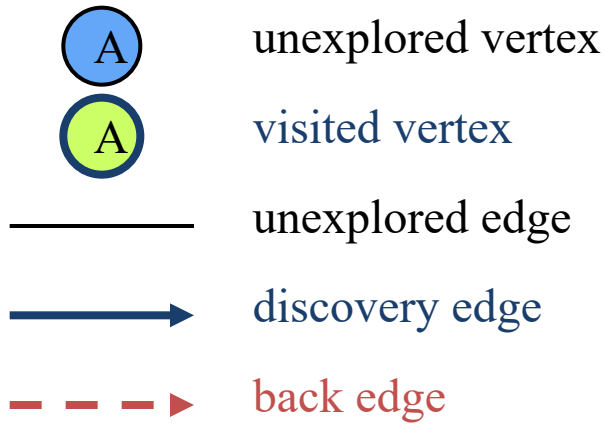 A unexplored vertex
A visited vertex
unexplored edge
discovery edge
back edge